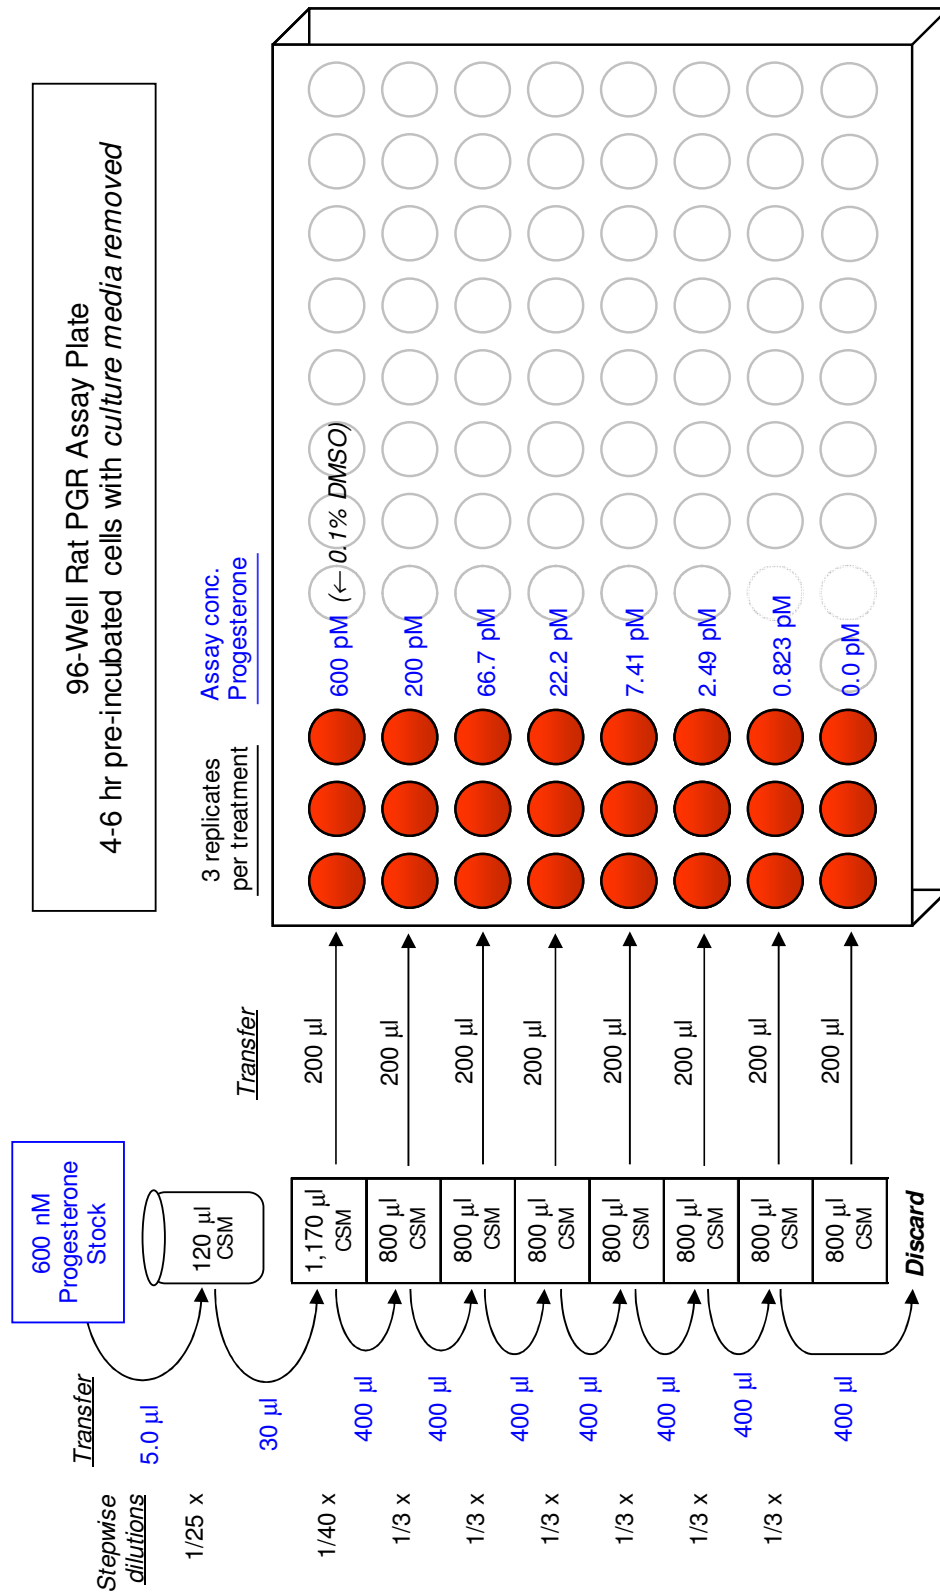 96-Well Rat PGR Assay Plate
4-6 hr pre-incubated cells with culture media removed
600 nM
Progesterone
Stock
Stepwise
dilutions
Transfer
1/25 x
5.0 µl
120 µl
CSM
30 µl
Transfer
3 replicates
per treatment
Assay conc.
Progesterone
1/40 x
1,170 µl
CSM
200 µl
600 pM
(← 0.1% DMSO)
400 µl
1/3 x
800 µl
CSM
200 µl
200 pM
400 µl
1/3 x
800 µl
CSM
200 µl
66.7 pM
400 µl
1/3 x
800 µl
CSM
200 µl
22.2 pM
400 µl
1/3 x
800 µl
CSM
200 µl
7.41 pM
400 µl
1/3 x
800 µl
CSM
200 µl
2.49 pM
400 µl
1/3 x
800 µl
CSM
200 µl
0.823 pM
400 µl
800 µl
CSM
200 µl
0.0 pM
Discard